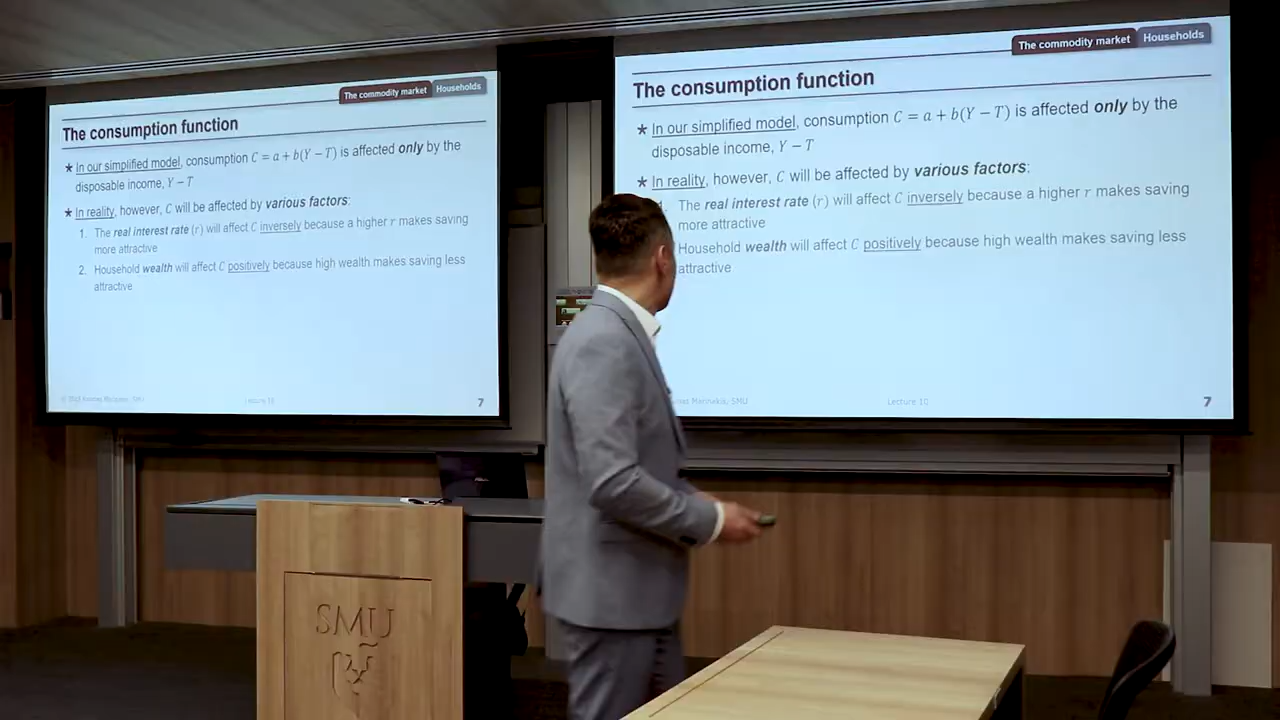 The commodity market Households
The consumption function
★ In our simplified model, consumption C = a + b(Y − T) is affected only by the
disposable income, Y − T
★ In reality, however, C will be affected by various factors:
1. The real interest rate (r) will affect C inversely because a higher r makes saving
more attractive
2. Household wealth will affect C positively because high wealth makes saving less
attractive
SMU
Lecture 10
7
The commodity market Households
The consumption function
★ In our simplified model, consumption C = a + b(Y − T) is affected only by the
disposable income, Y − T
★ In reality, however, C will be affected by various factors:
The real interest rate (r) will affect C inversely because a higher r makes saving
more attractive
Household wealth will affect C positively because high wealth makes saving less
attractive
Marinakis, SMU
Lecture 10
7
SMU